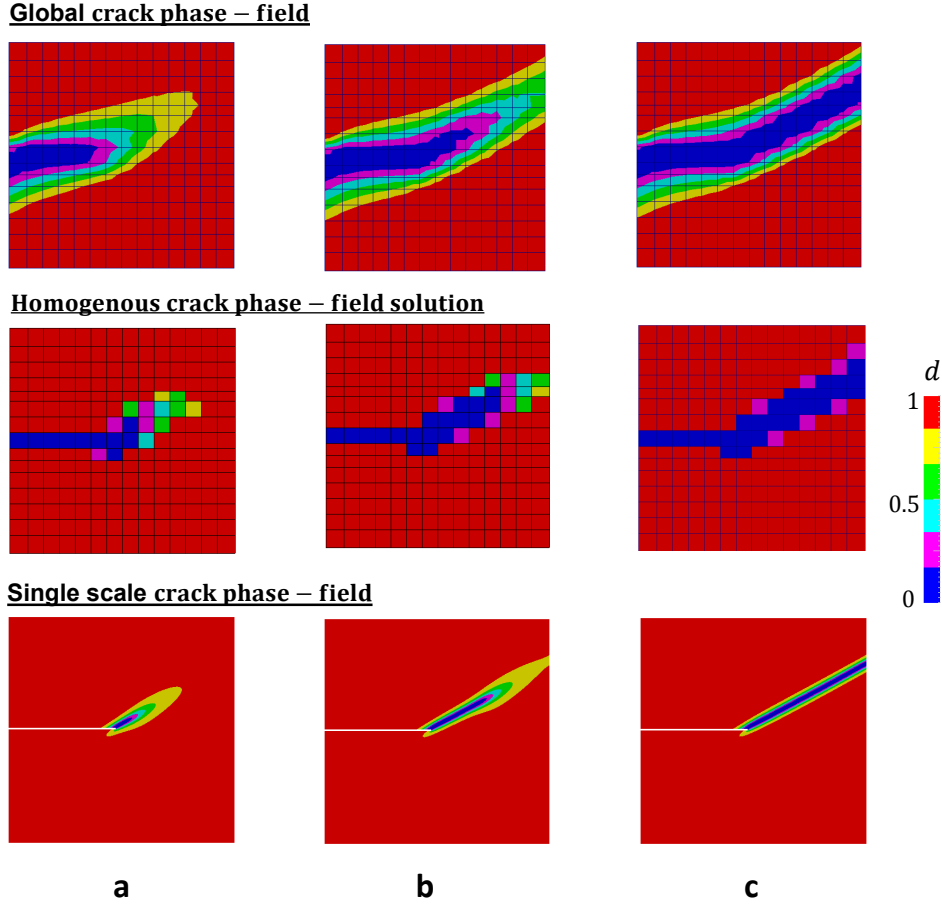 Global crack phase – field
Homogenous crack phase – field solution
d
1
0.5
0
Single scale crack phase – field
a b c